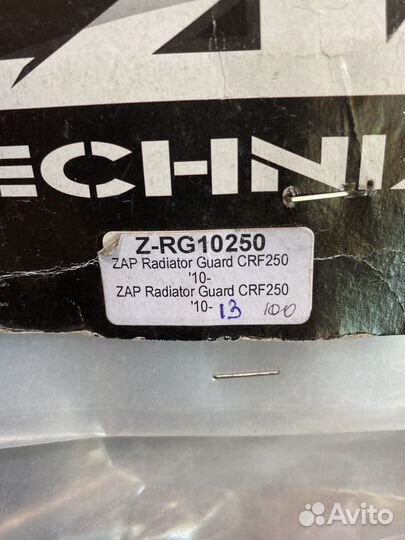 ECHNI
Z-RG10250
ZAP Radiator Guard CRF250
'10-
ZAP Radiator Guard CRF250
'10- 13 100
Avito